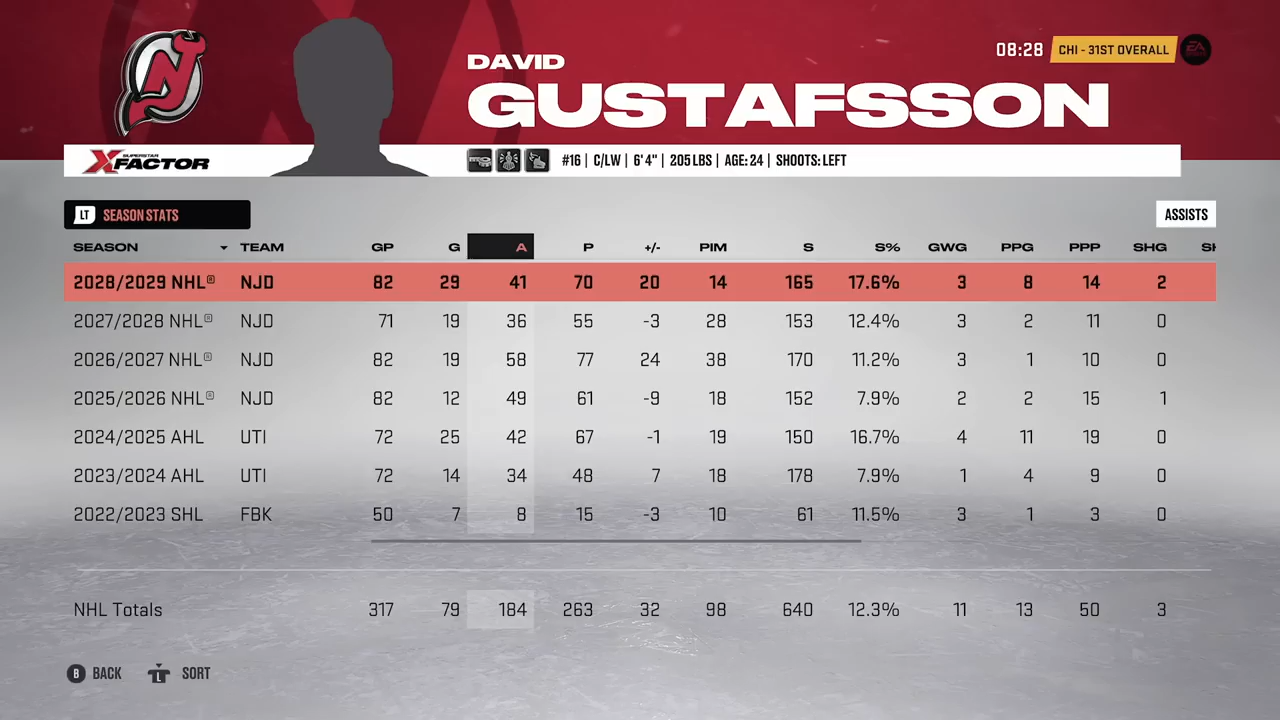 DAVID
08:28 CHI - 31ST OVERALL
GUSTAFSSON
SUPERSTAR
X FACTOR
#16 | C/LW | 6' 4" | 205 LBS | AGE: 24 | SHOOTS: LEFT
LT SEASON STATS
ASSISTS
SEASON TEAM GP G A P +/- PIM S S% GWG PPG PPP SHG
2028/2029 NHL® NJD 82 29 41 70 20 14 165 17.6% 3 8 14 2
2027/2028 NHL® NJD 71 19 36 55 -3 28 153 12.4% 3 2 11 0
2026/2027 NHL® NJD 82 19 58 77 24 38 170 11.2% 3 1 10 0
2025/2026 NHL® NJD 82 12 49 61 -9 18 152 7.9% 2 2 15 1
2024/2025 AHL UTI 72 25 42 67 -1 19 150 16.7% 4 11 19 0
2023/2024 AHL UTI 72 14 34 48 7 18 178 7.9% 1 4 9 0
2022/2023 SHL FBK 50 7 8 15 -3 10 61 11.5% 3 1 3 0
NHL Totals 317 79 184 263 32 98 640 12.3% 11 13 50 3
B BACK L SORT